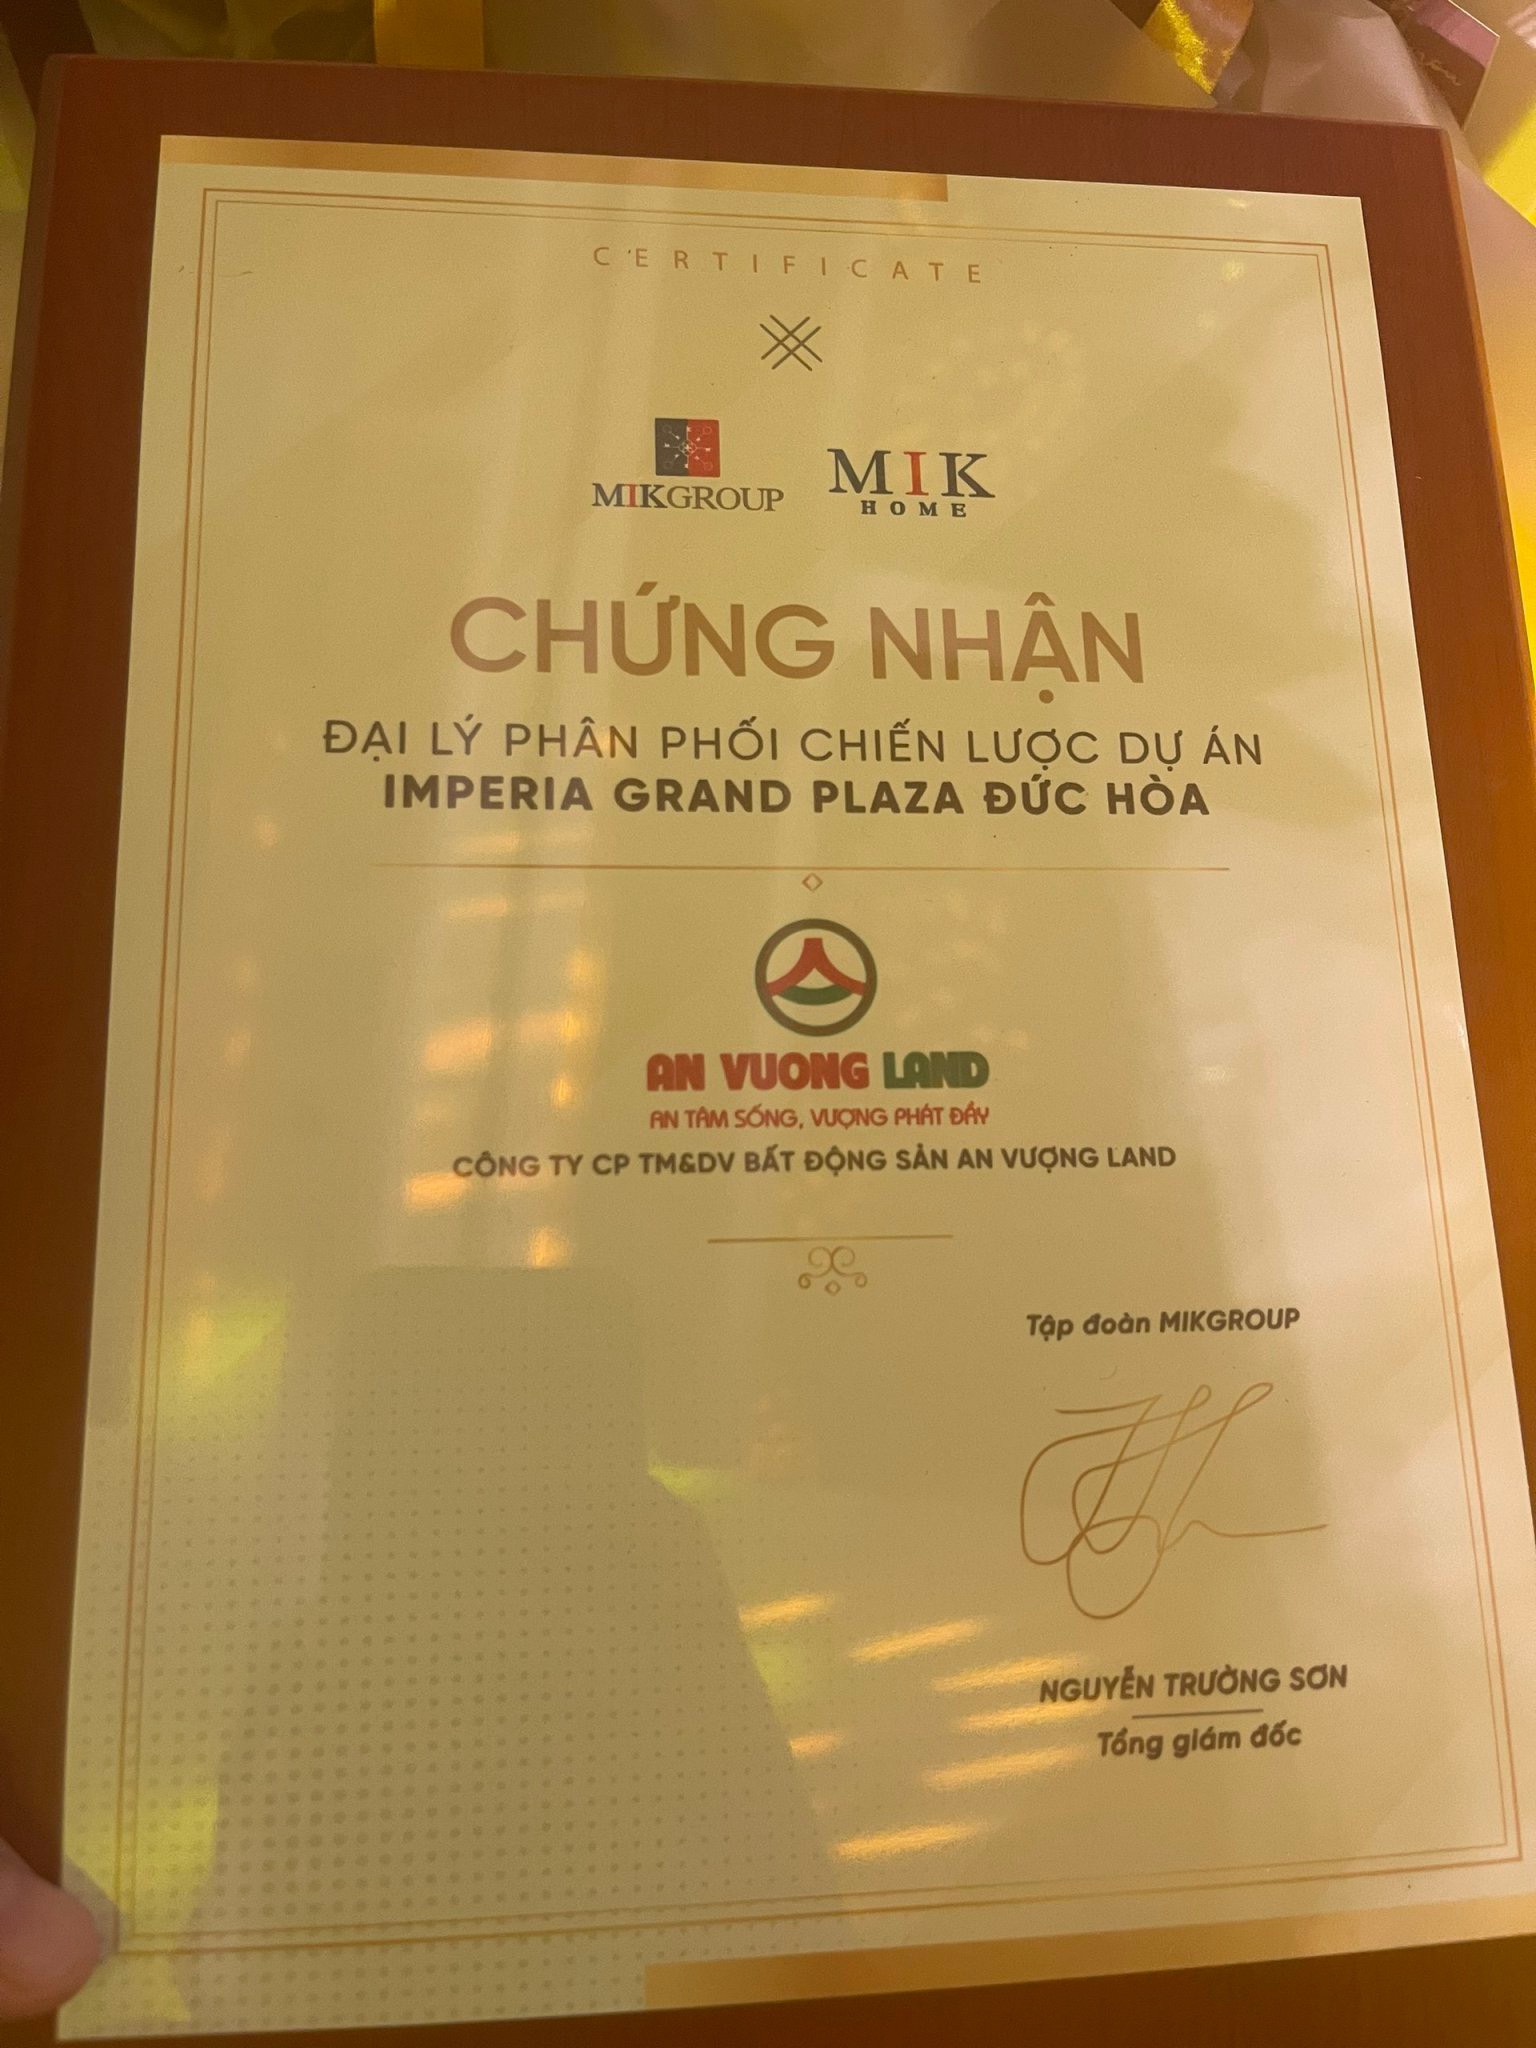 CERTIFICATE
MIKGROUP
MIK
HOME
CHỨNG NHẬN
ĐẠI LÝ PHÂN PHỐI CHIẾN LƯỢC DỰ ÁN
IMPERIA GRAND PLAZA ĐỨC HÒA
AN VUONG LAND
AN TÂM SỐNG, VƯỢNG PHÁT ĐẦY
CÔNG TY CP TM&DV BẤT ĐỘNG SẢN AN VƯỢNG LAND
Tập đoàn MIKGROUP
NGUYỄN TRƯỜNG SƠN
Tổng giám đốc